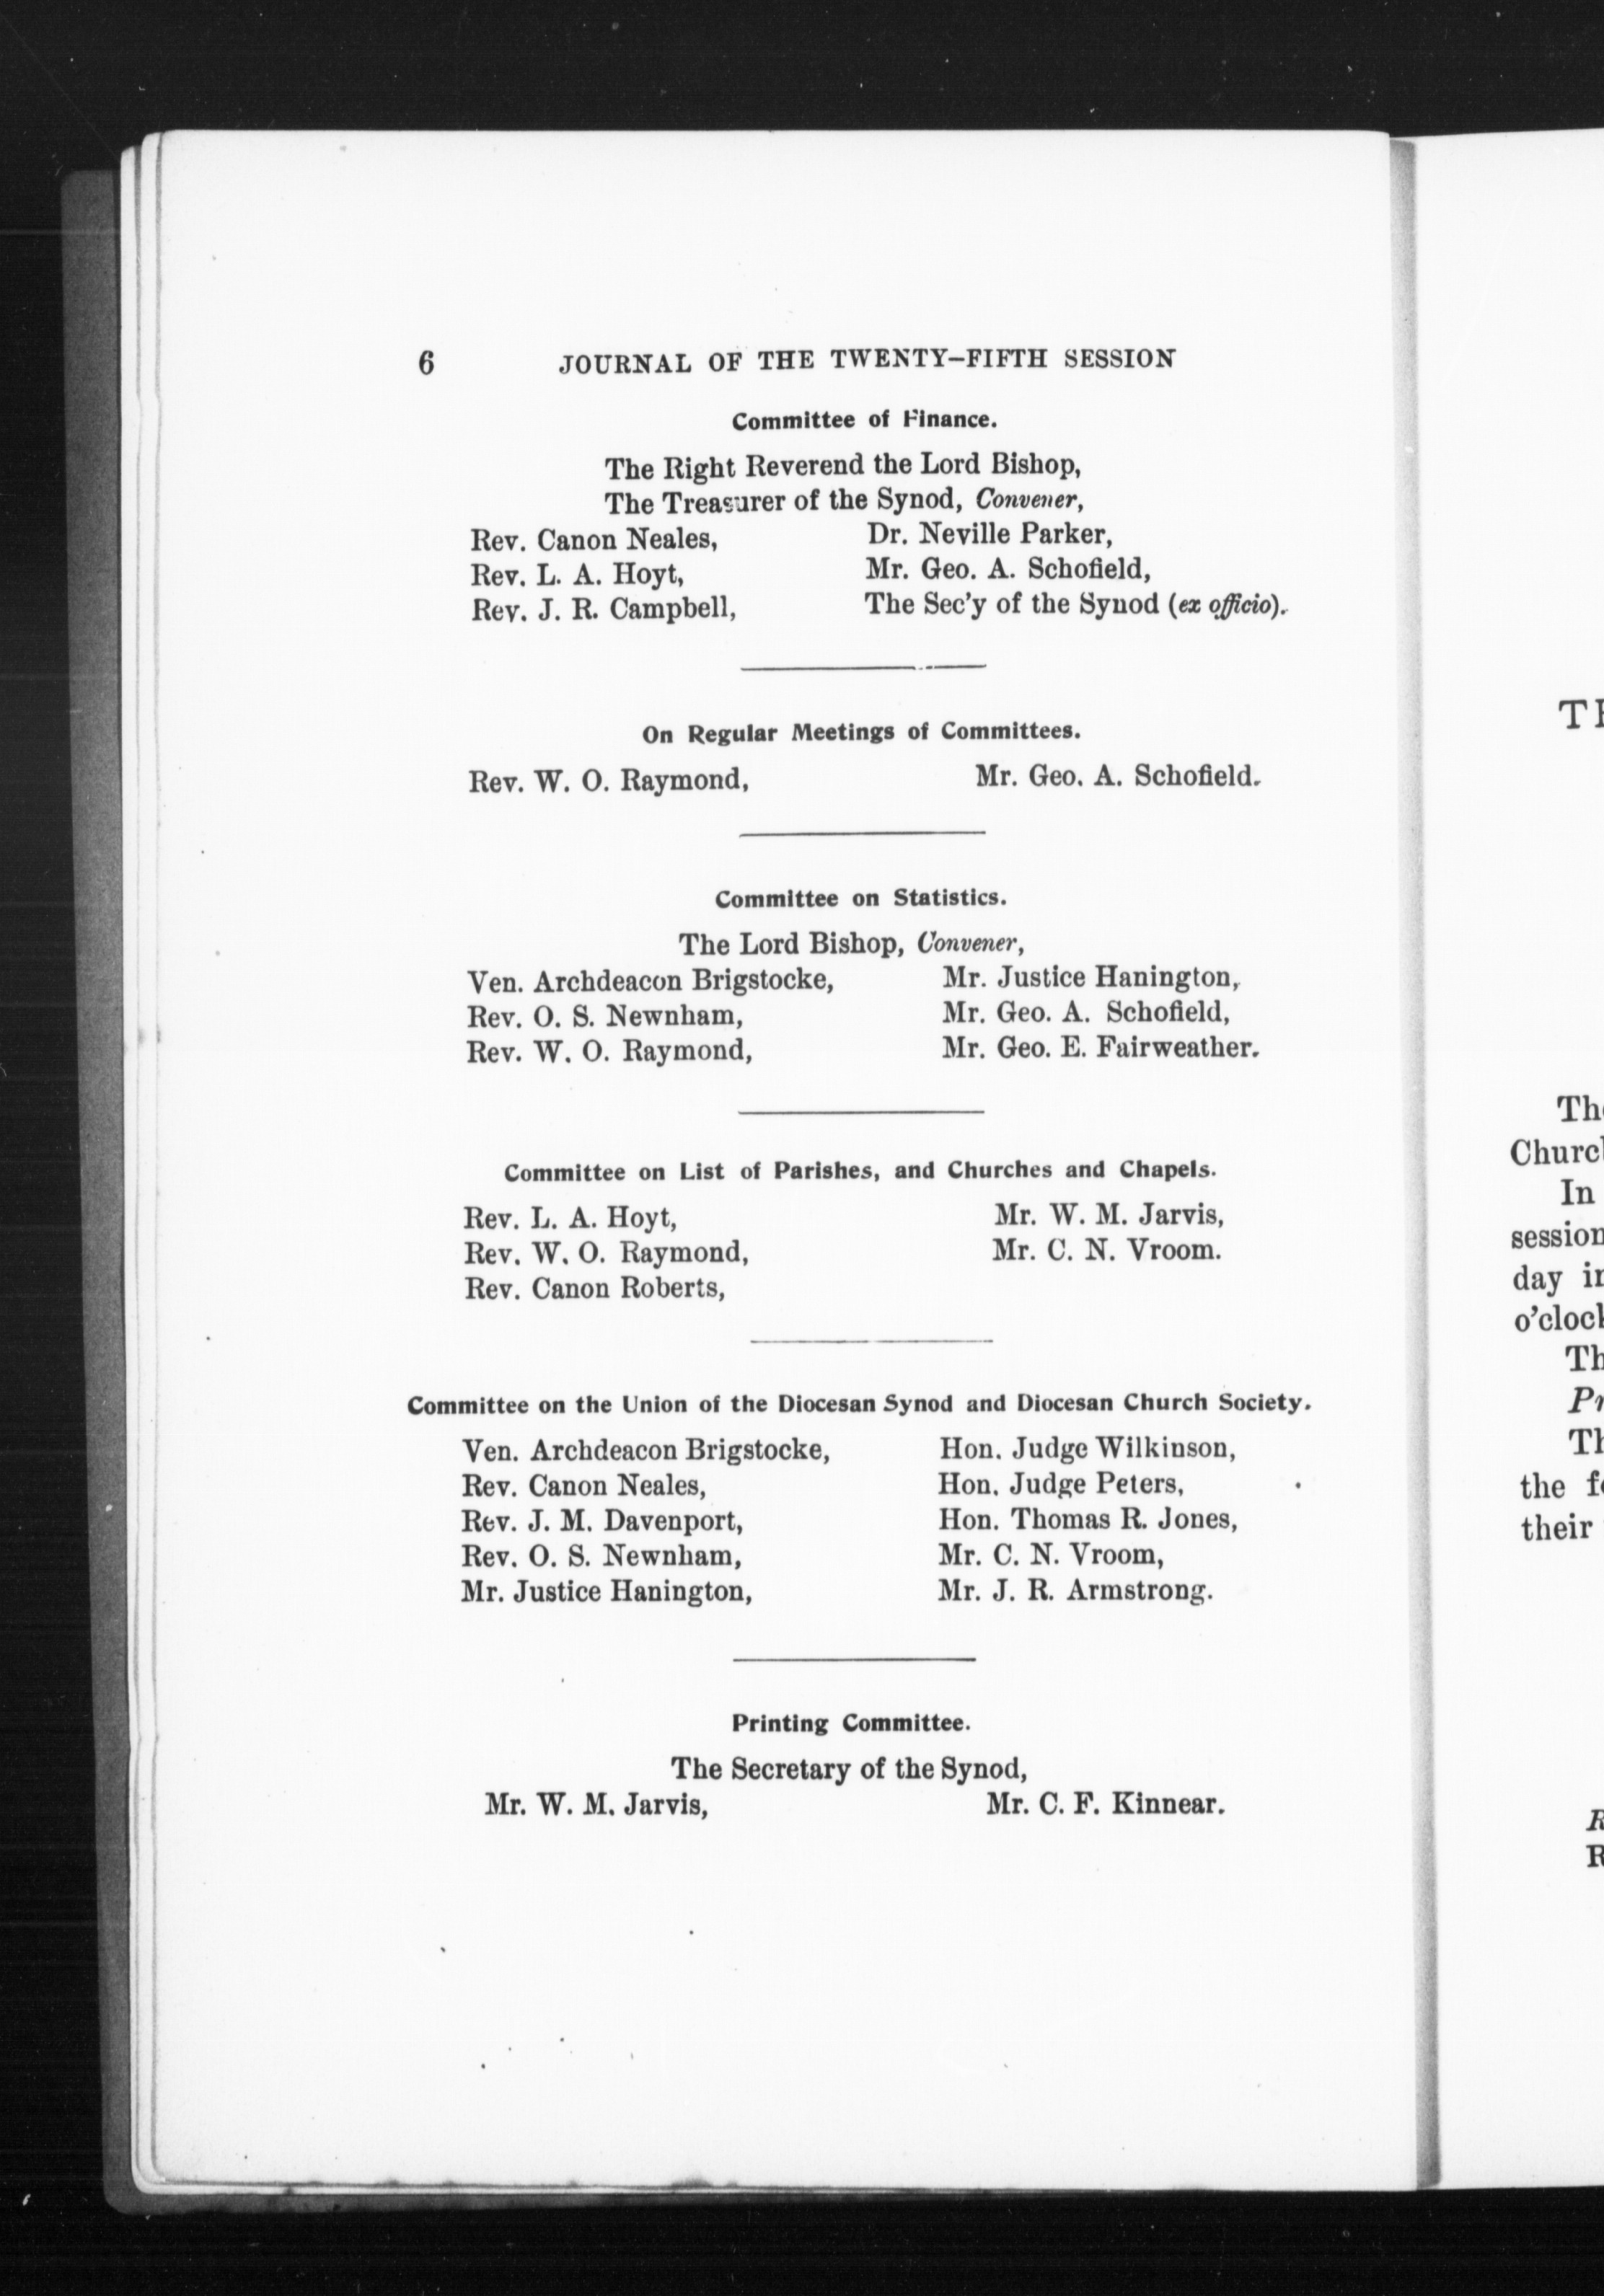 6 JOURNAL OF THE TWENTY-FIFTH SESSION
Committee of Finance.
The Right Reverend the Lord Bishop,
The Treasurer of the Synod, Convener,
Rev. Canon Neales, Dr. Neville Parker,
Rev. L. A. Hoyt, Mr. Geo. A. Schofield,
Rev. J. R. Campbell, The Sec'y of the Synod (ex officio).
On Regular Meetings of Committees.
Rev. W. O. Raymond, Mr. Geo. A. Schofield.
Committee on Statistics.
The Lord Bishop, Convener,
Ven. Archdeacon Brigstocke, Mr. Justice Hanington,
Rev. O. S. Newnham, Mr. Geo. A. Schofield,
Rev. W. O. Raymond, Mr. Geo. E. Fairweather.
Committee on List of Parishes, and Churches and Chapels.
Rev. L. A. Hoyt, Mr. W. M. Jarvis,
Rev. W. O. Raymond, Mr. C. N. Vroom.
Rev. Canon Roberts,
Committee on the Union of the Diocesan Synod and Diocesan Church Society.
Ven. Archdeacon Brigstocke, Hon. Judge Wilkinson,
Rev. Canon Neales, Hon. Judge Peters,
Rev. J. M. Davenport, Hon. Thomas R. Jones,
Rev. O. S. Newnham, Mr. C. N. Vroom,
Mr. Justice Hanington, Mr. J. R. Armstrong.
Printing Committee.
The Secretary of the Synod,
Mr. W. M. Jarvis, Mr. C. F. Kinnear.
In
day
the
their